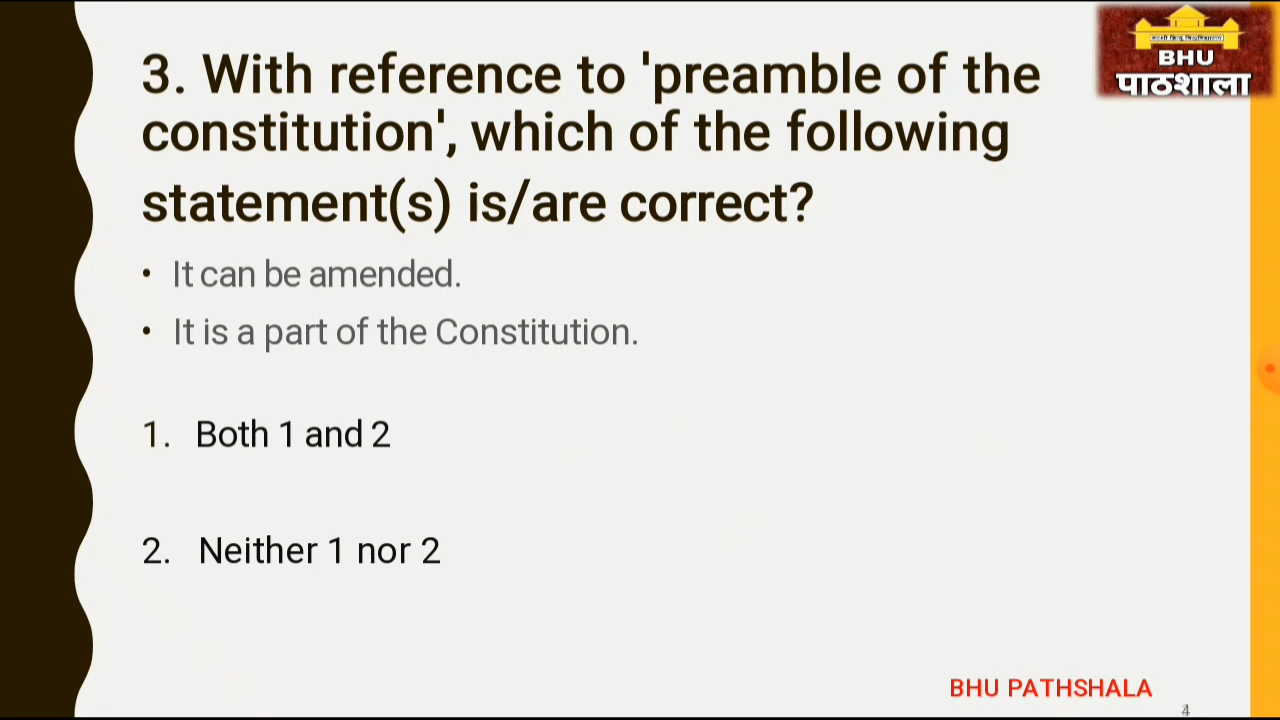 3. With reference to 'preamble of the
constitution', which of the following
statement(s) is/are correct?
• It can be amended.
• It is a part of the Constitution.
1. Both 1 and 2
2. Neither 1 nor 2
BHU
पाठशाला
BHU PATHSHALA
4